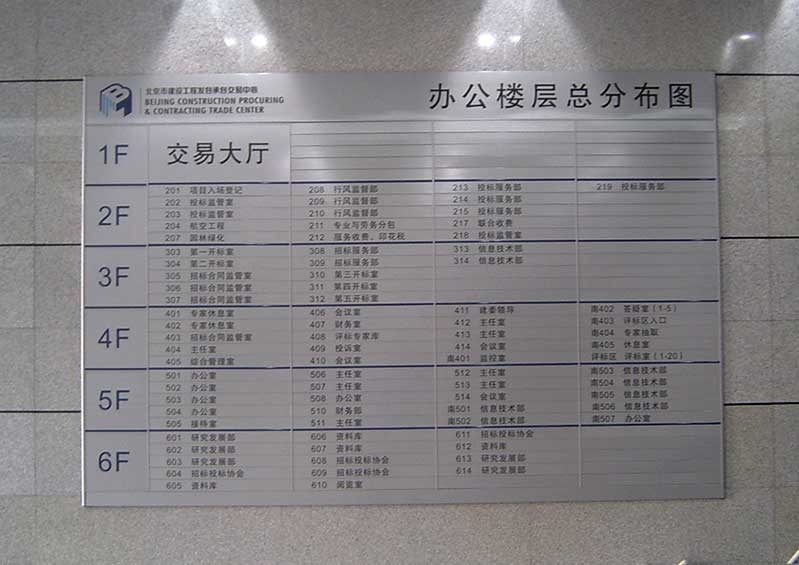 北京市建设工程发包承包交易中心
BEIJING CONSTRUCTION PROCURING
& CONTRACTING TRADE CENTER
办公楼层总分布图
1F 交易大厅
2F
201 项目入场登记 208 行风监督部 213 投标服务部 219 投标服务部
202 投标监管室 209 行风监督部 214 投标服务部
203 投标监管室 210 行风监督部 215 投标服务部
204 航空工程 211 专业与劳务分包 217 联合收费
207 园林绿化 212 服务收费、印花税 218 投标监管室
3F
303 第一开标室 308 招标服务部 313 信息技术部
304 第二开标室 309 招标服务部 314 信息技术部
305 招标合同监管室 310 第三开标室
306 招标合同监管室 311 第四开标室
307 招标合同监管室 312 第五开标室
4F
401 专家休息室 406 会议室 411 建委领导 南402 答疑室（1-5）
402 专家休息室 407 财务室 412 主任室 南403 评标区入口
403 招标合同监管室 408 评标专家库 413 主任室 南404 专家抽取
404 主任室 409 投诉室 414 会议室 南405 休息室
405 综合管理室 410 会议室 南401 监控室 评标区 评标室（1-20）
5F
501 办公室 506 主任室 512 主任室 南503 信息技术部
502 办公室 507 主任室 513 主任室 南504 信息技术部
503 办公室 508 办公室 514 会议室 南505 信息技术部
504 办公室 510 财务部 南501 信息技术部 南506 信息技术部
505 接待室 511 主任室 南502 信息技术部 南507 办公室
6F
601 研究发展部 606 资料库 611 招标投标协会
602 研究发展部 607 资料库 612 资料库
603 研究发展部 608 招标投标协会 613 研究发展部
604 招标投标协会 609 招标投标协会 614 研究发展部
605 资料库 610 阅览室